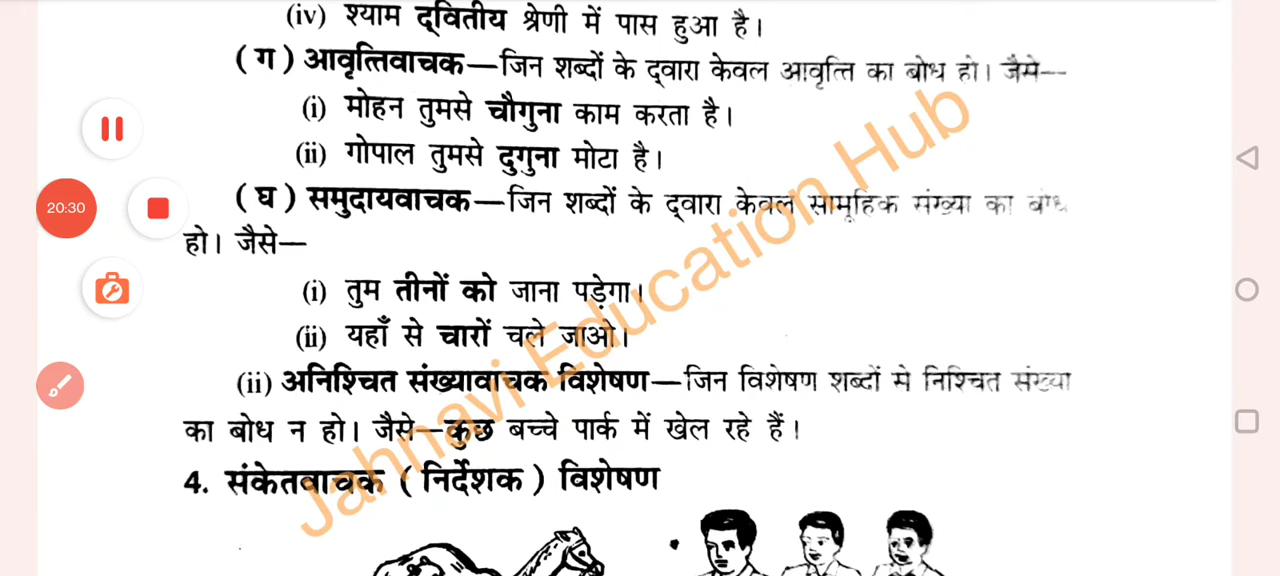 (iv) श्याम द्वितीय श्रेणी में पास हुआ है।
(ग) आवृत्तिवाचक—जिन शब्दों के द्वारा केवल आवृत्ति का बोध हो। जैसे—
(i) मोहन तुमसे चौगुना काम करता है।
(ii) गोपाल तुमसे दुगुना मोटा है।
(घ) समुदायवाचक—जिन शब्दों के द्वारा केवल सामूहिक संख्या का बोध
हो। जैसे—
(i) तुम तीनों को जाना पड़ेगा।
(ii) यहाँ से चारों चले जाओ।
(ii) अनिश्चित संख्यावाचक विशेषण—जिन विशेषण शब्दों से निश्चित संख्या
का बोध न हो। जैसे—कुछ बच्चे पार्क में खेल रहे हैं।
4. संकेतवाचक (निर्देशक) विशेषण
20:30
Jahnavi Education Hub